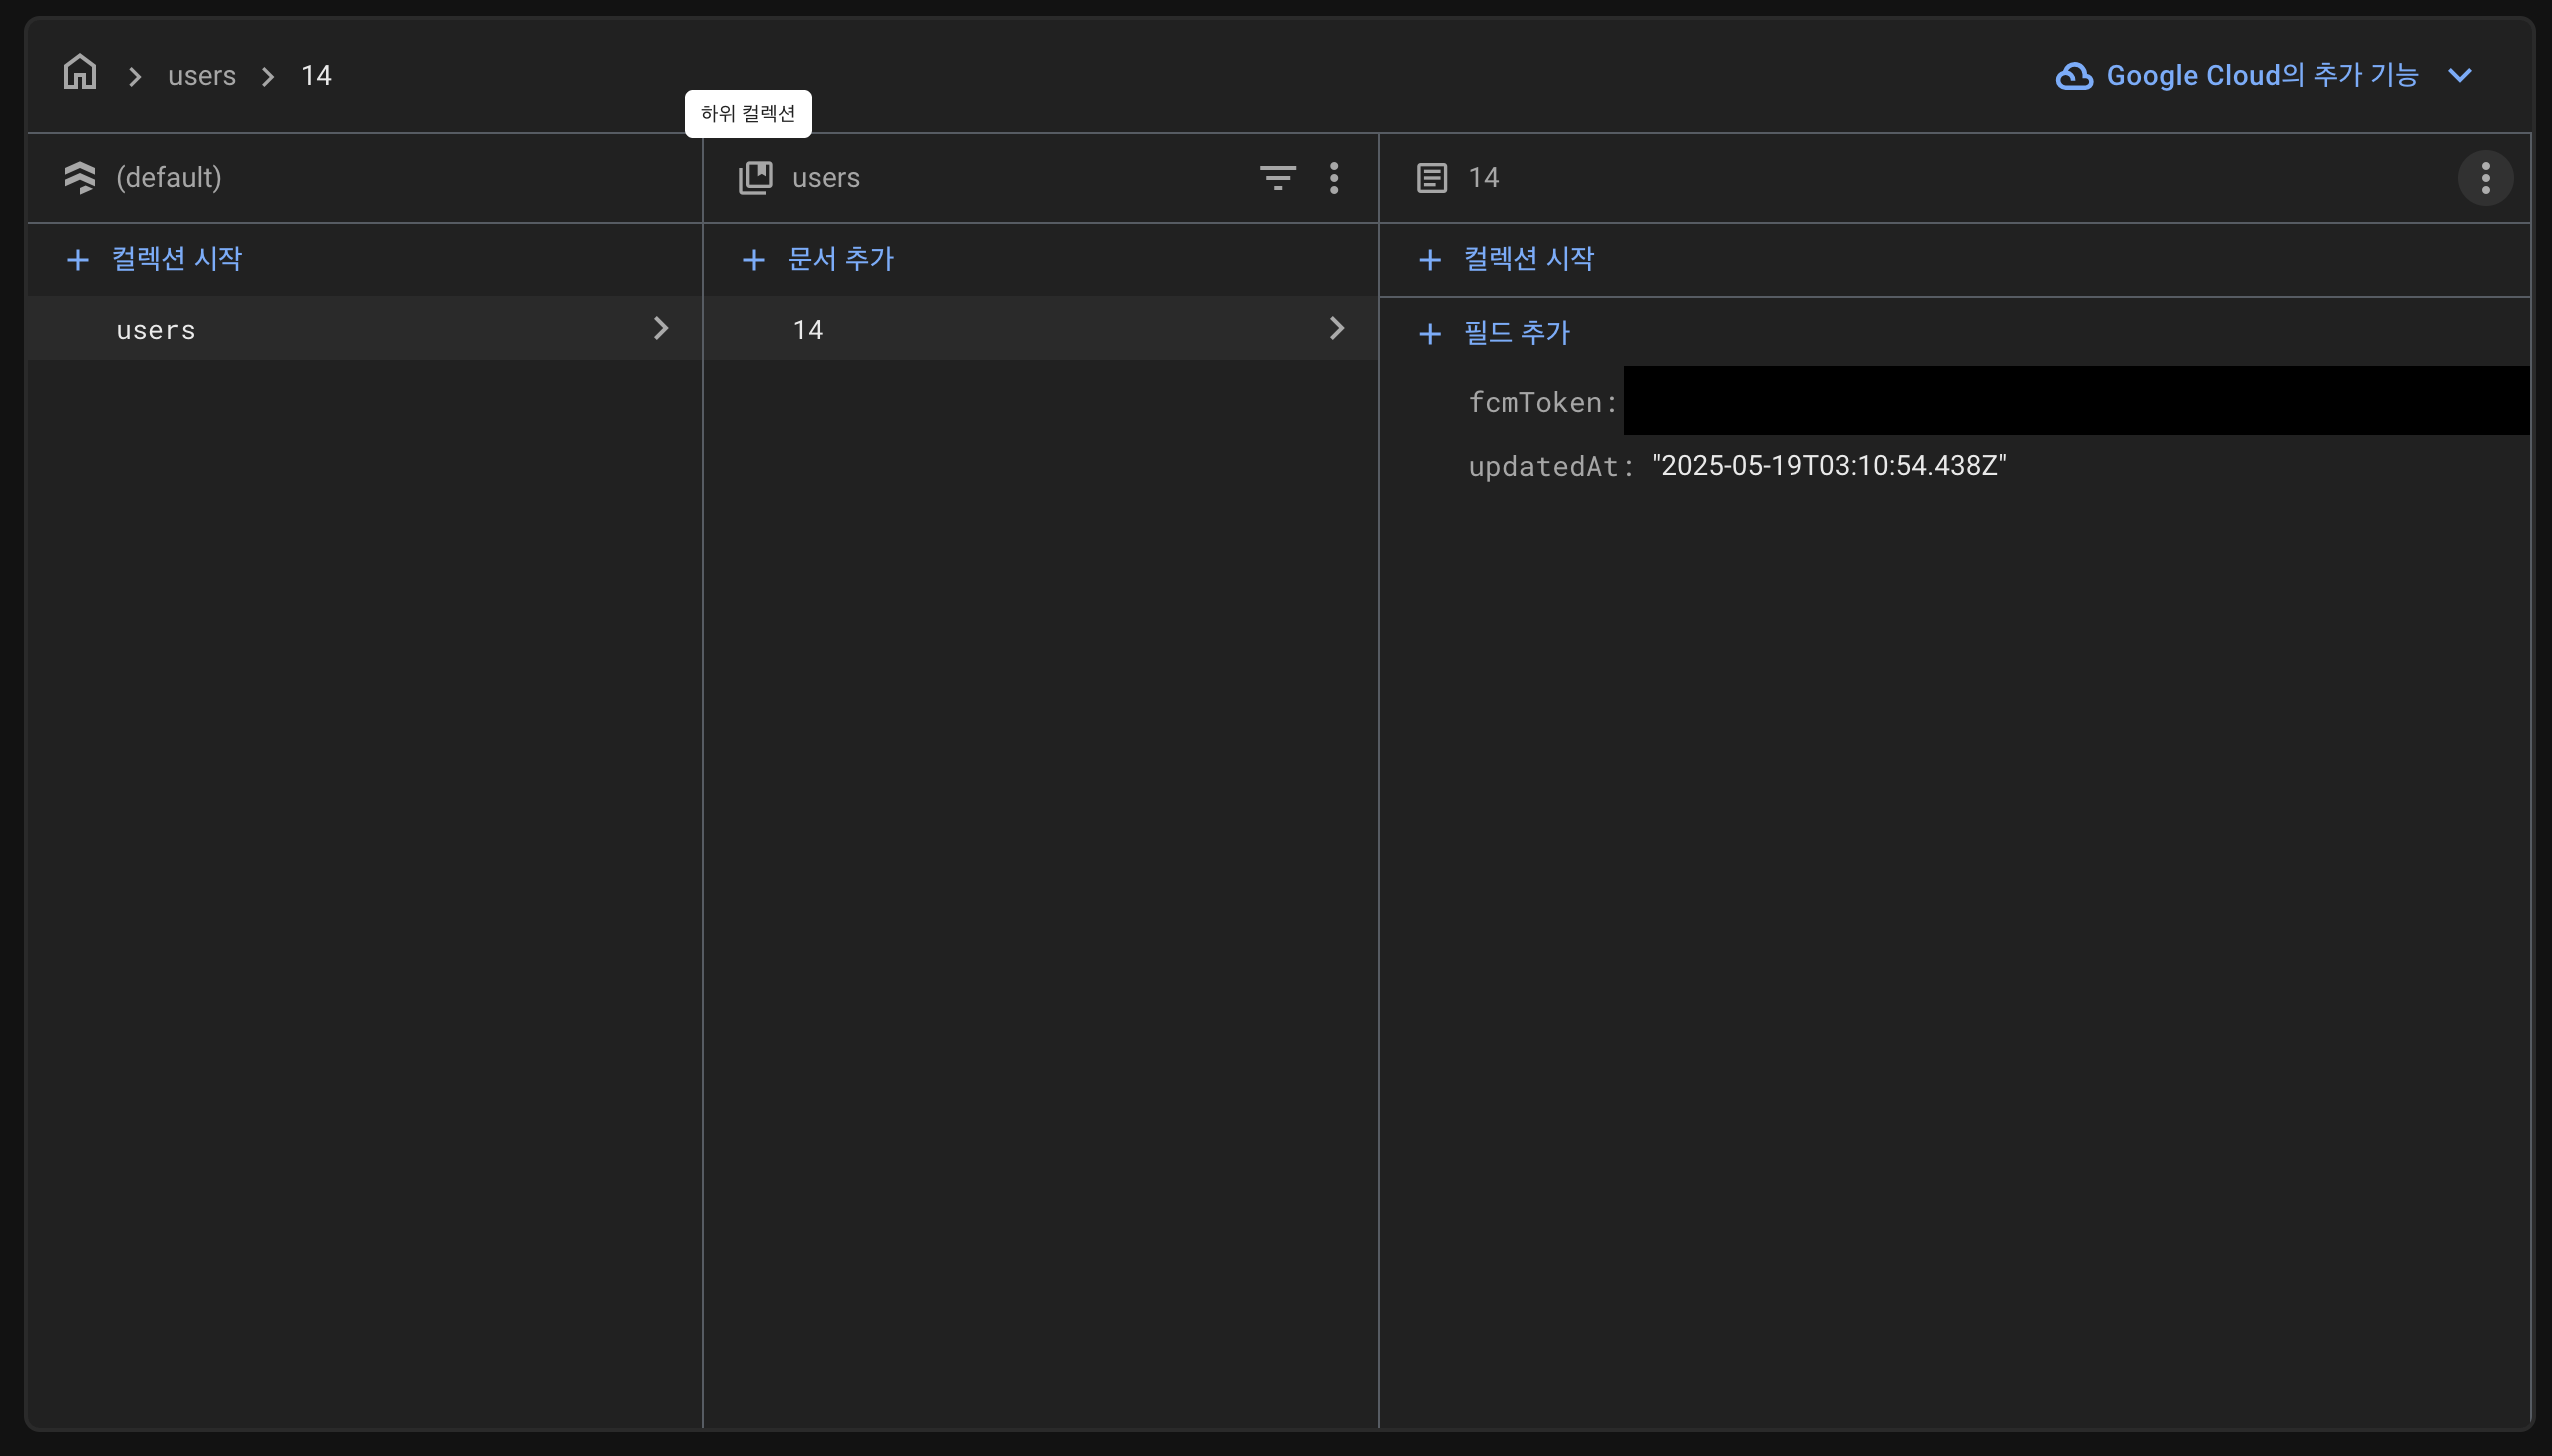 users
14
Google Cloud의 추가 기능
하위 컬렉션
(default)
users
14
컬렉션 시작
문서 추가
컬렉션 시작
users
14
필드 추가
fcmToken:
updatedAt: "2025-05-19T03:10:54.438Z"